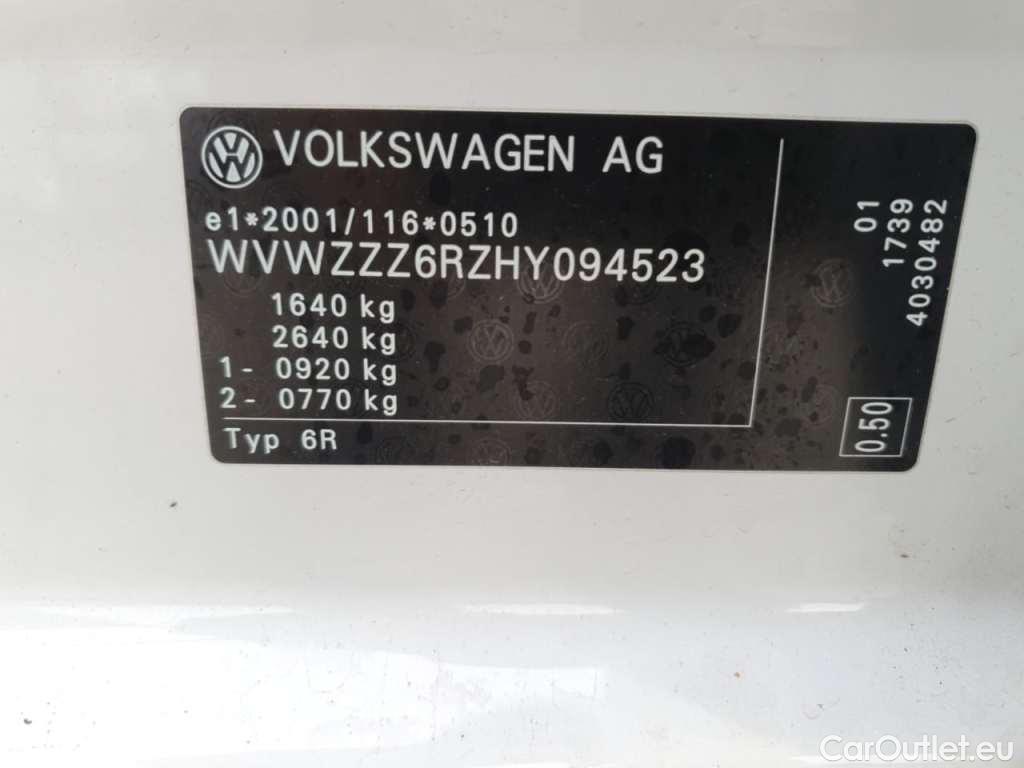 VOLKSWAGEN AG
e1*2001/116*0510
WVWZZZ6RZHY094523
1640 kg
2640 kg
1- 0920 kg
2- 0770 kg
Typ 6R
01
1739
4030482
0.50
CarOutlet.eu